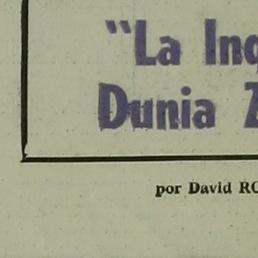 "La Inq
Dunia Z
por David RO